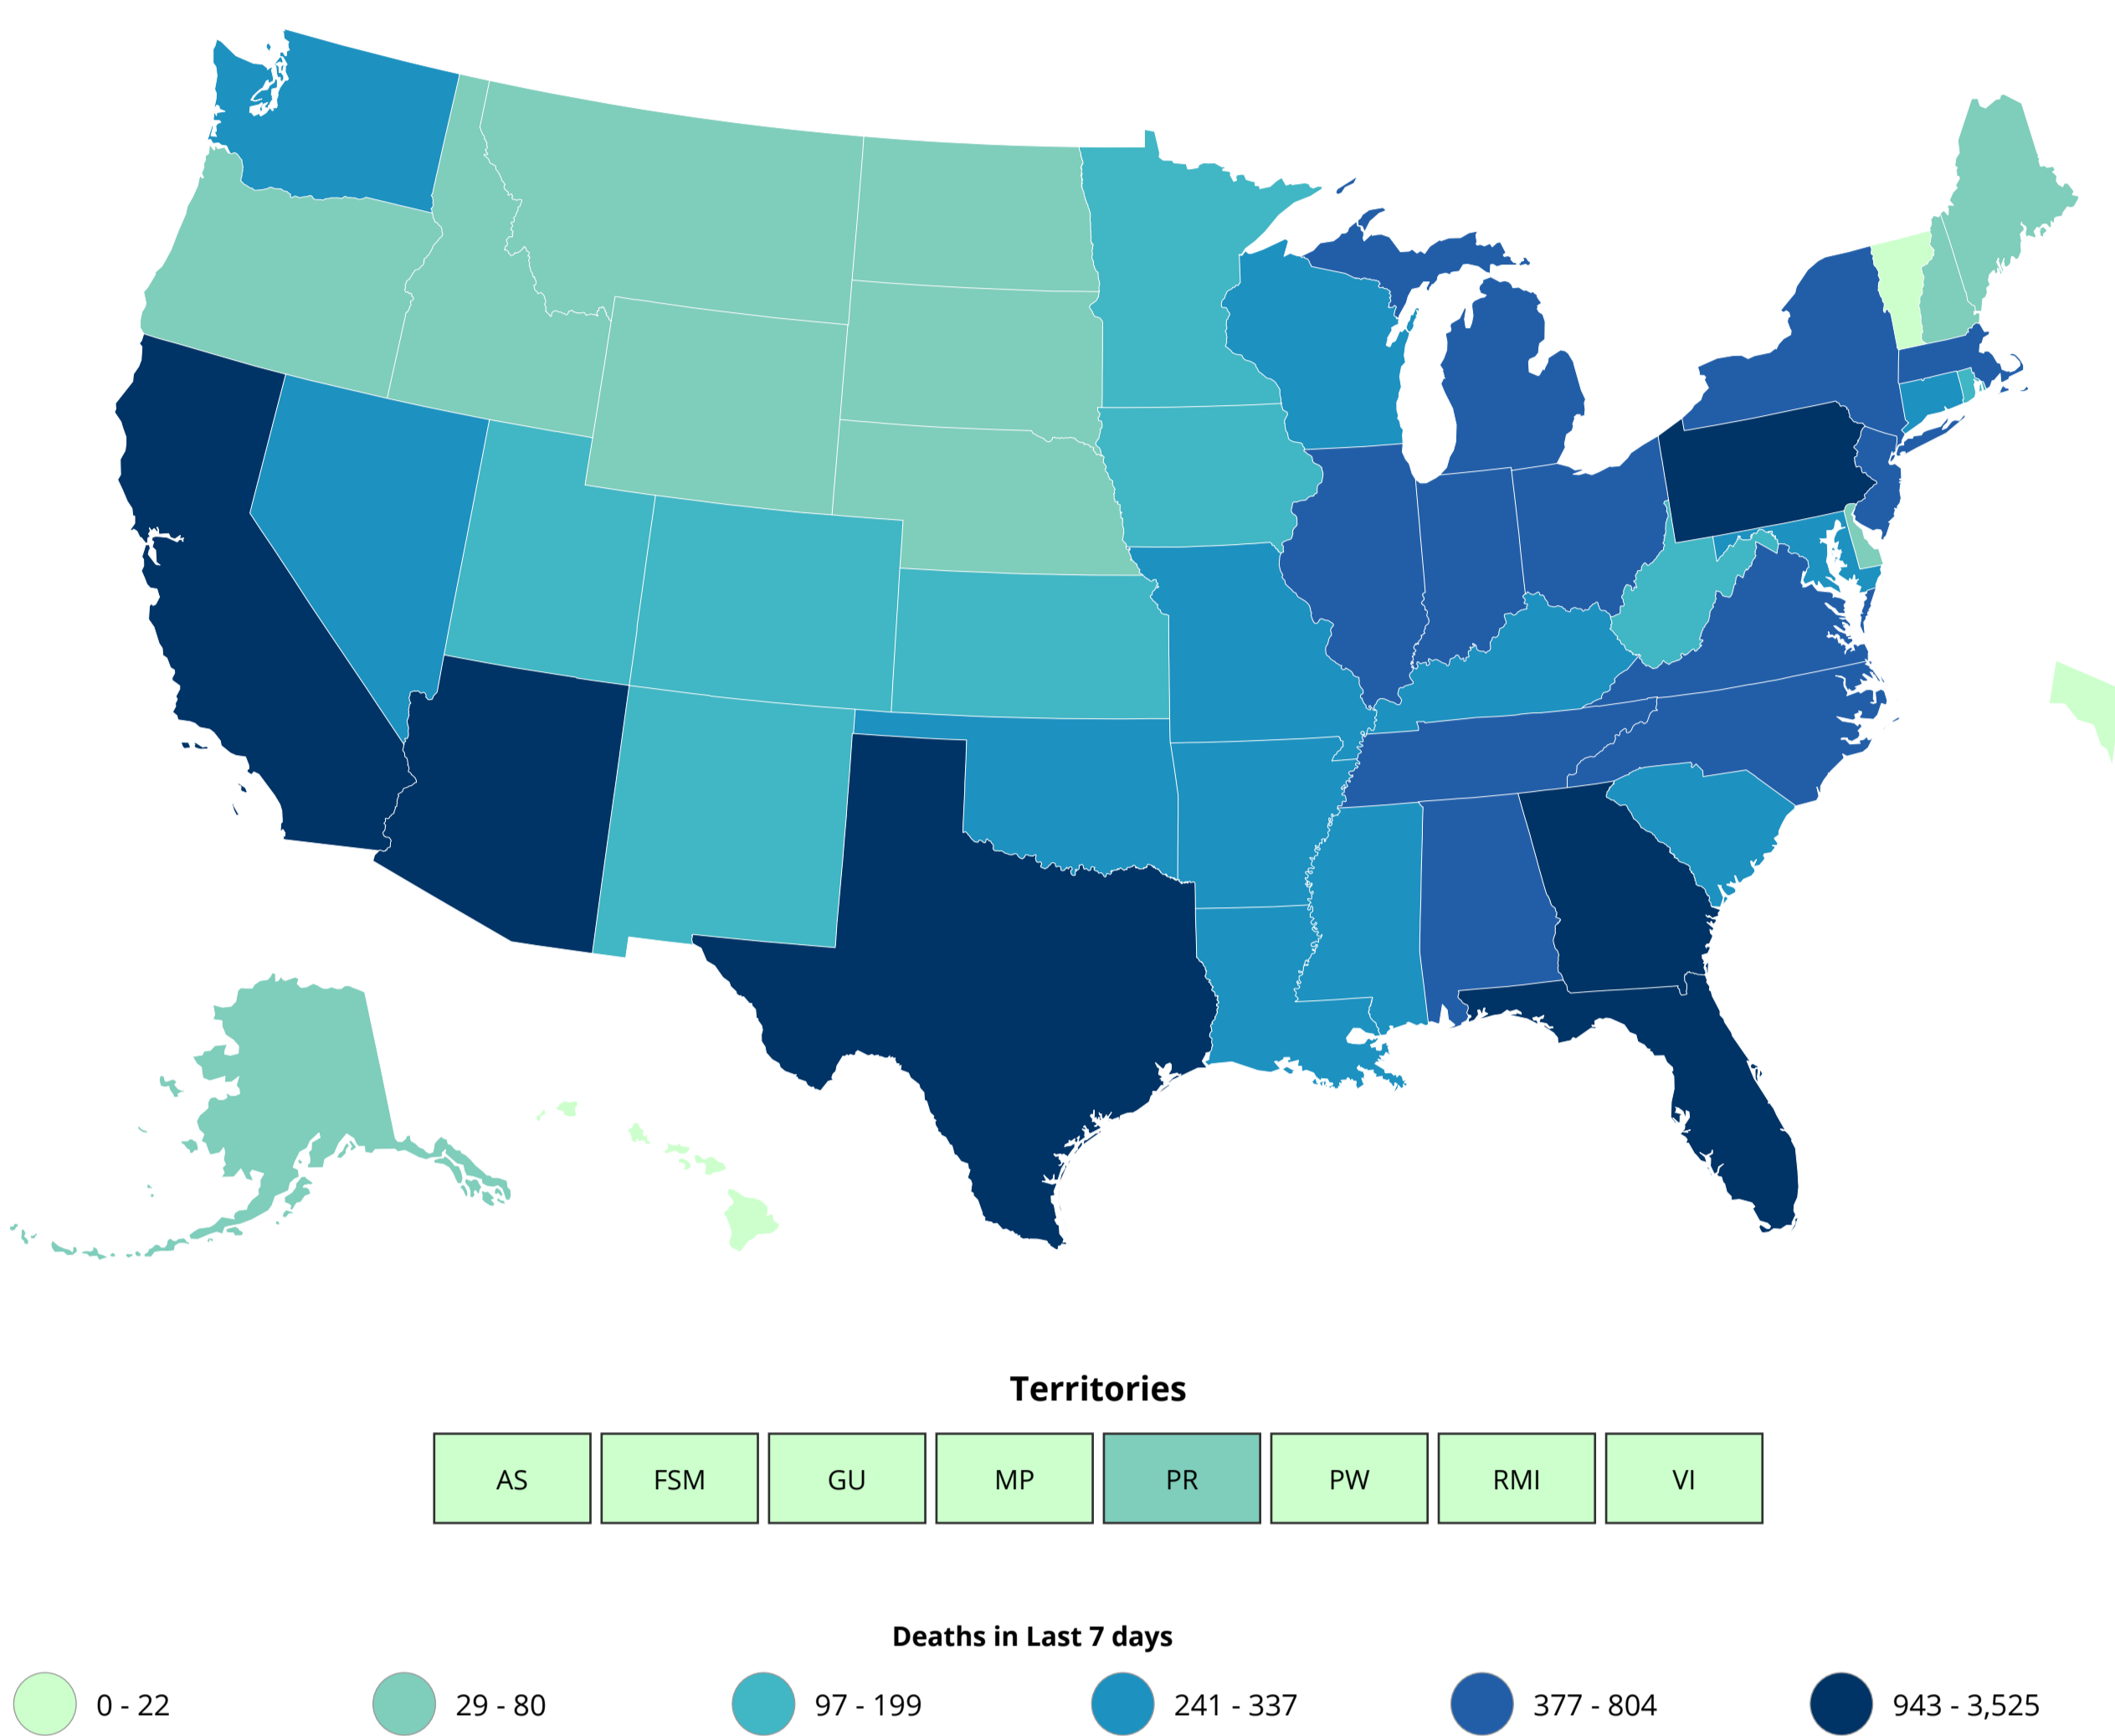 Territories
AS FSM GU MP PR PW RMI VI
Deaths in Last 7 days
0 - 22 29 - 80 97 - 199 241 - 337 377 - 804 943 - 3,525